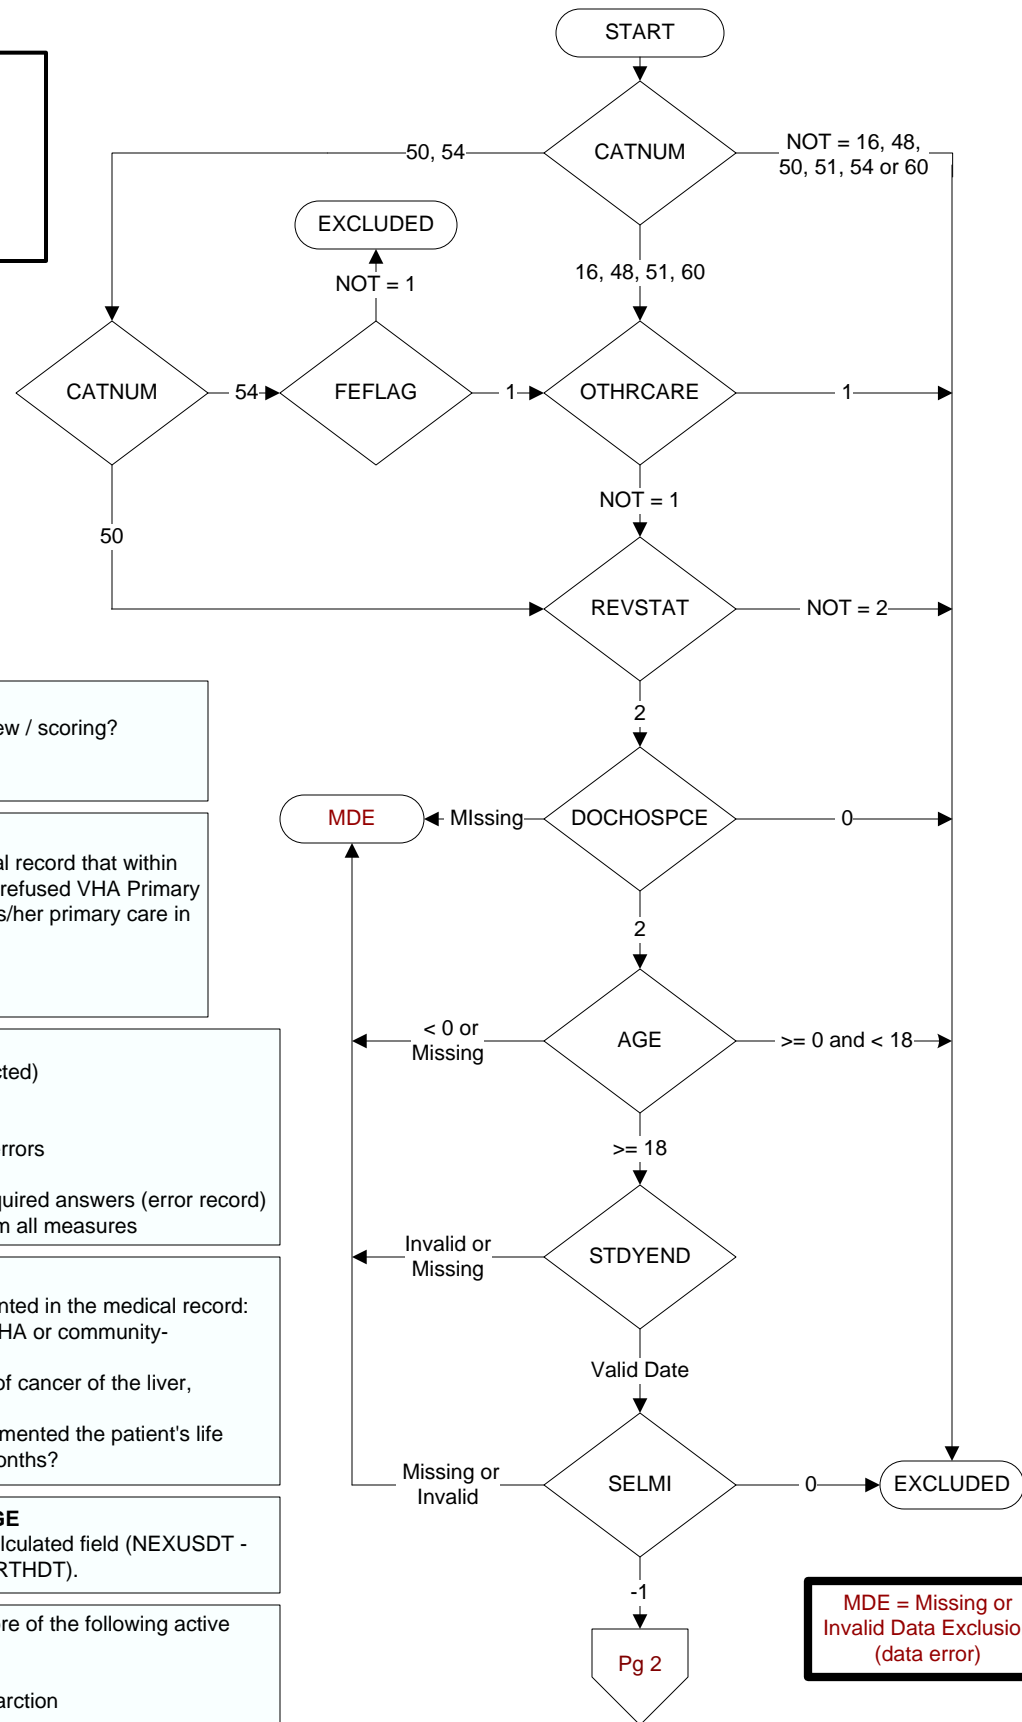 START
CATNUM
50, 54
NOT = 16, 48,
50, 51, 54 or 60
EXCLUDED
16, 48, 51, 60
NOT = 1
CATNUM
54
FEFLAG
1
OTHRCARE
1
NOT = 1
50
REVSTAT
NOT = 2
2
ew / scoring?
MDE
MIssing
DOCHOSPCE
0
al record that within
refused VHA Primary
s/her primary care in
2
< 0 or
Missing
AGE
>= 0 and < 18
cted)
errors
quired answers (error record)
m all measures
>= 18
Invalid or
Missing
STDYEND
nted in the medical record:
HA or community-
of cancer of the liver,
mented the patient's life
onths?
Valid Date
Missing or
Invalid
SELMI
0
EXCLUDED
GE
lculated field (NEXUSDT -
RTHDT).
-1
ore of the following active
arction
Pg 2
MDE = Missing or
Invalid Data Exclusio
(data error)